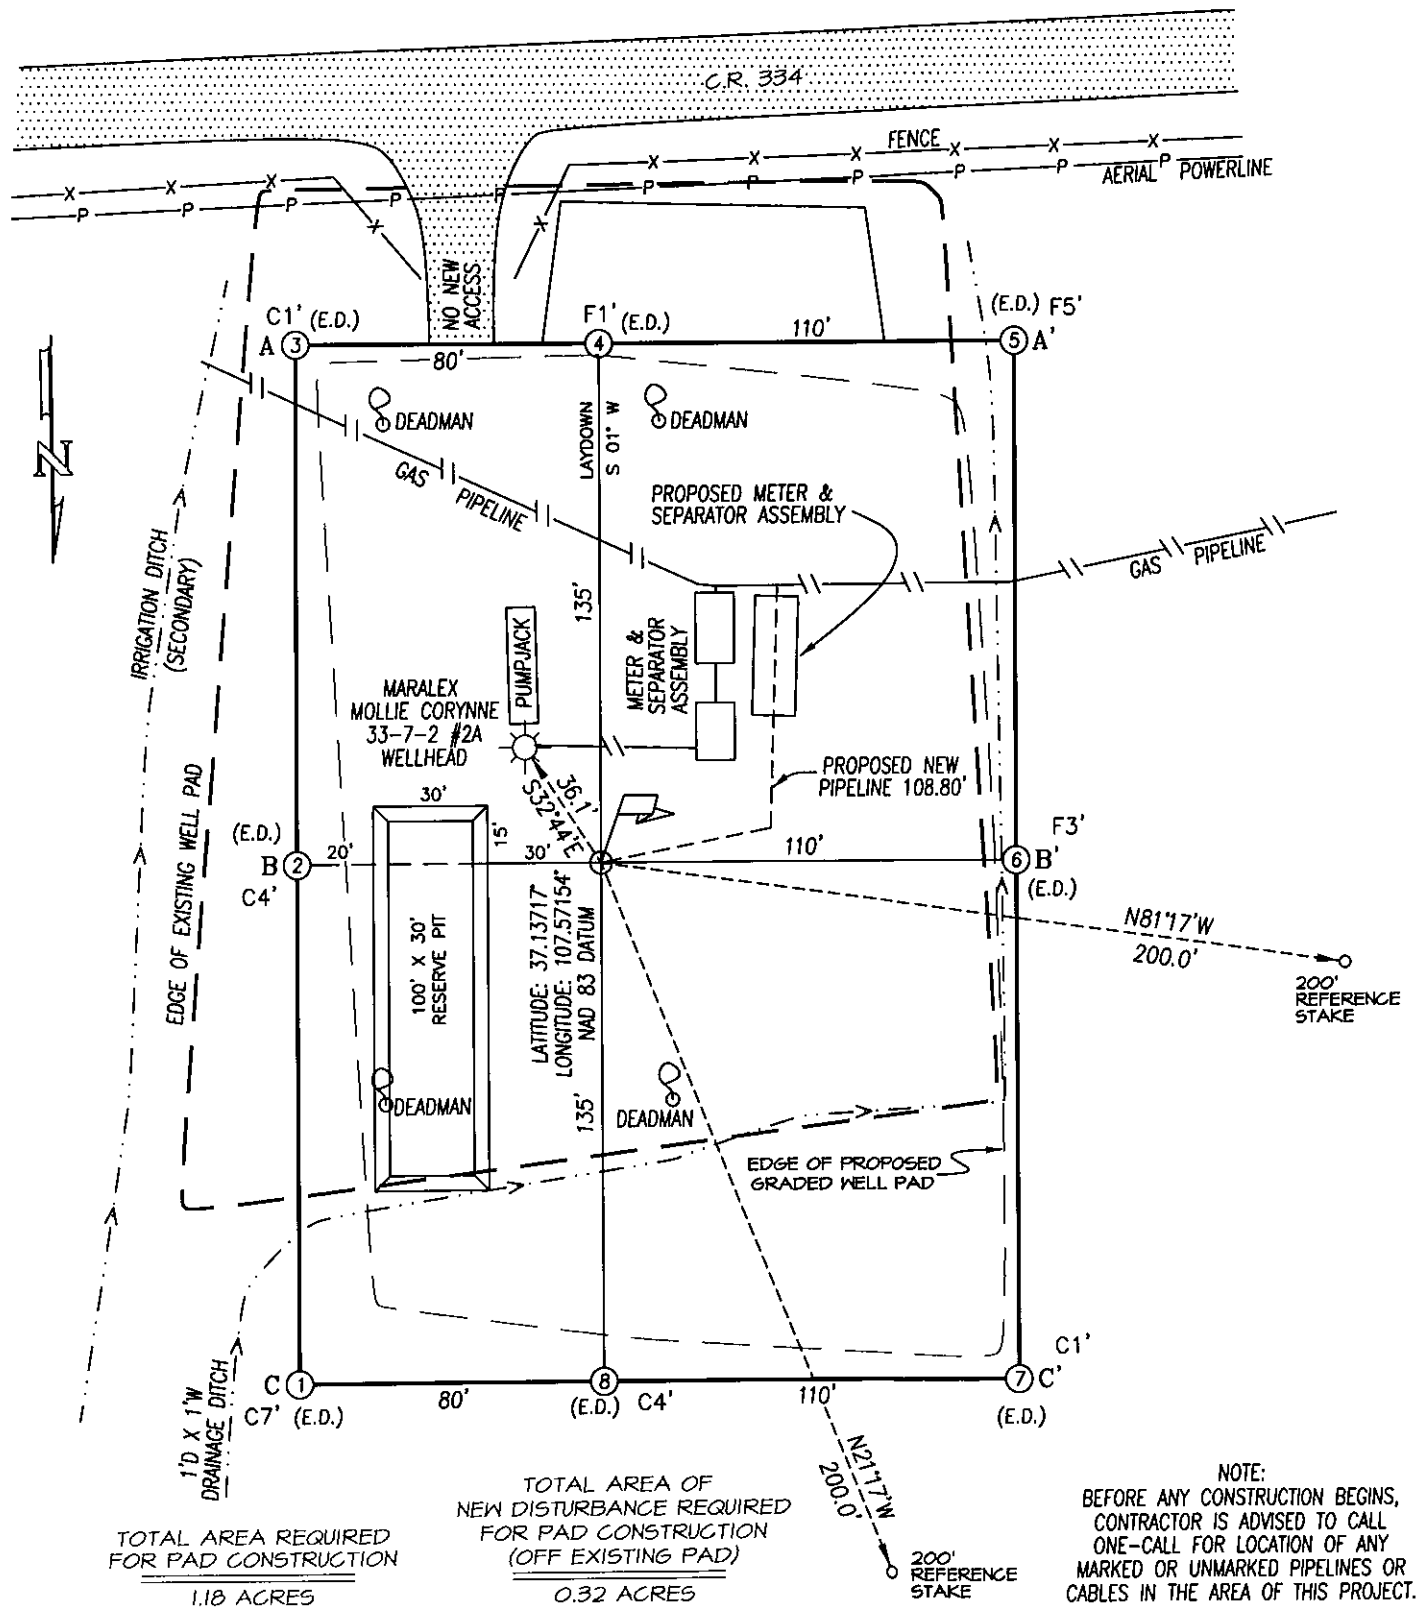 C.R. 334
FENCE
AERIAL POWERLINE
NO NEW
ACCESS
C1' (E.D.)
F1' (E.D.)
110'
(E.D.) F5'
A 3
4
5 A'
80'
DEADMAN
DEADMAN
N
LAYDOWN
S 01° W
GAS PIPELINE
PROPOSED METER &
SEPARATOR ASSEMBLY
GAS PIPELINE
IRRIGATION DITCH
(SECONDARY)
135'
PUMPJACK
METER &
SEPARATOR
ASSEMBLY
MARALEX
MOLLIE CORYNNE
33-7-2 #2A
WELLHEAD
PROPOSED NEW
PIPELINE 108.80'
36.1'
S32°44'E
EDGE OF EXISTING WELL PAD
30'
15'
(E.D.)
B 2
C4'
20'
30'
110'
F3'
6 B'
(E.D.)
N81°17'W
200.0'
200'
REFERENCE
STAKE
100' X 30'
RESERVE PIT
LATITUDE: 37.13717°
LONGITUDE: 107.57154°
NAD 83 DATUM
DEADMAN
135'
DEADMAN
EDGE OF PROPOSED
GRADED WELL PAD
C1'
C 1
8
7 C'
C7' (E.D.)
80'
(E.D.) C4'
110'
(E.D.)
1'D X 1'W
DRAINAGE DITCH
N21°17'W
200.0'
200'
REFERENCE
STAKE
TOTAL AREA REQUIRED
FOR PAD CONSTRUCTION
1.18 ACRES
TOTAL AREA OF
NEW DISTURBANCE REQUIRED
FOR PAD CONSTRUCTION
(OFF EXISTING PAD)
0.32 ACRES
NOTE:
BEFORE ANY CONSTRUCTION BEGINS,
CONTRACTOR IS ADVISED TO CALL
ONE-CALL FOR LOCATION OF ANY
MARKED OR UNMARKED PIPELINES OR
CABLES IN THE AREA OF THIS PROJECT.